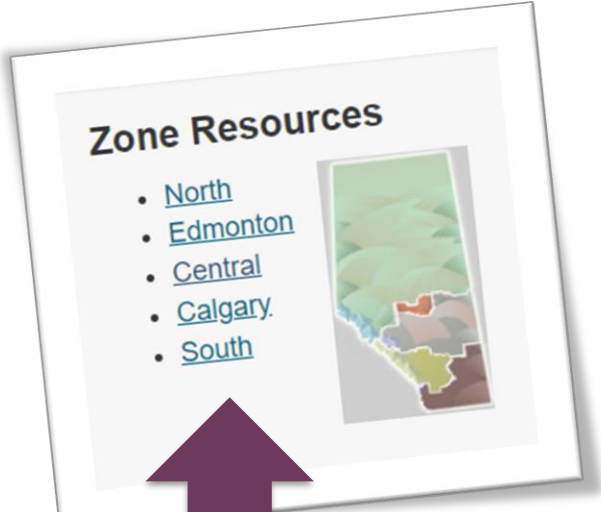 Zone Resources
North
Edmonton
Central
Calgary
South